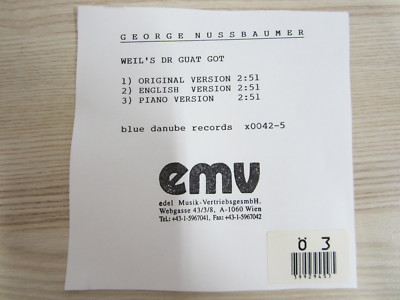 GEORGE NUSSBAUMER
WEIL'S DR GUAT GOT
1) ORIGINAL VERSION 2:51
2) ENGLISH VERSION 2:51
3) PIANO VERSION 2:51
blue danube records x0042-5
emv
edel Musik-VertriebsgesmbH.
Webgasse 43/3/8, A-1060 Wien
Tel.: +43-1-5967041, Fax: +43-1-5967042
Ö 3